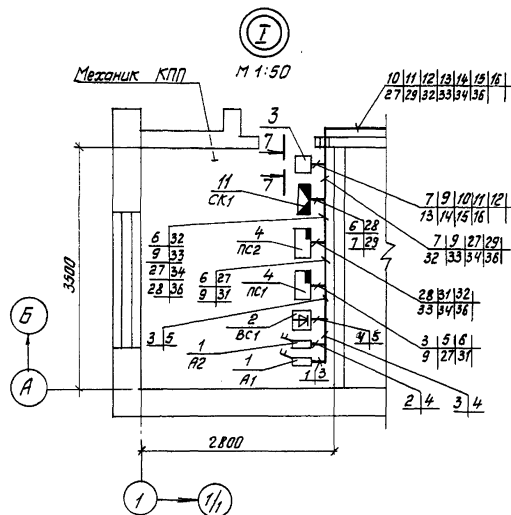 I
М 1:50
Механик КПП
10 11 12 13 14 15 16
27 29 32 33 34 36
3
7
7
11
СК1
7 9 10 11 12
13 14 15 16
6 28
7 29
7 9 27 29
32 33 34 36
4
ПС2
6 32
9 33
27 34
28 36
6 27
9 31
4
ПС1
28 31 32
33 34 36
3 5
2
ВС1
4 5
3 5 6
9 27 31
1
А2
1
А1
1 3
2 4
3 4
3500
Б
А
2800
1
1/1